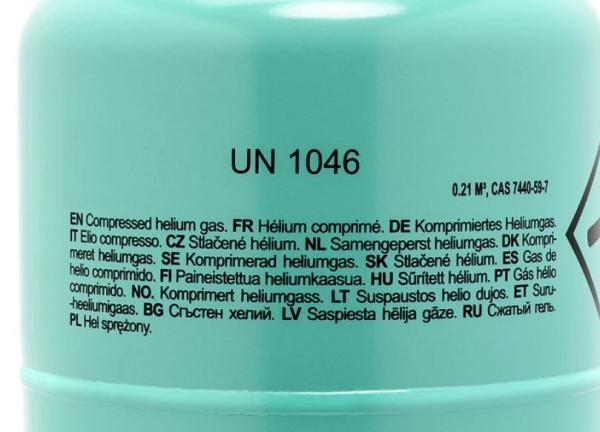 UN 1046
0.21 M³, CAS 7440-59-7
EN Compressed helium gas. FR Hélium comprimé. DE Komprimiertes Heliumgas.
IT Elio compresso. CZ Stlačené hélium. NL Samengeperst heliumgas. DK Kompri-
meret heliumgas. SE Komprimerad heliumgas. SK Štlačené hélium. ES Gas de
helio comprimido. FI Paineistettua heliumkaasua. HU Sűrített hélium. PT Gás hélio
comprimido. NO. Komprimert heliumgass. LT Suspaustos helio dujos. ET Suru-
-heeliumigaas. BG Сгъстен хелий. LV Saspiesta hēlija gāze. RU Сжатый гель.
PL Hel sprężony.